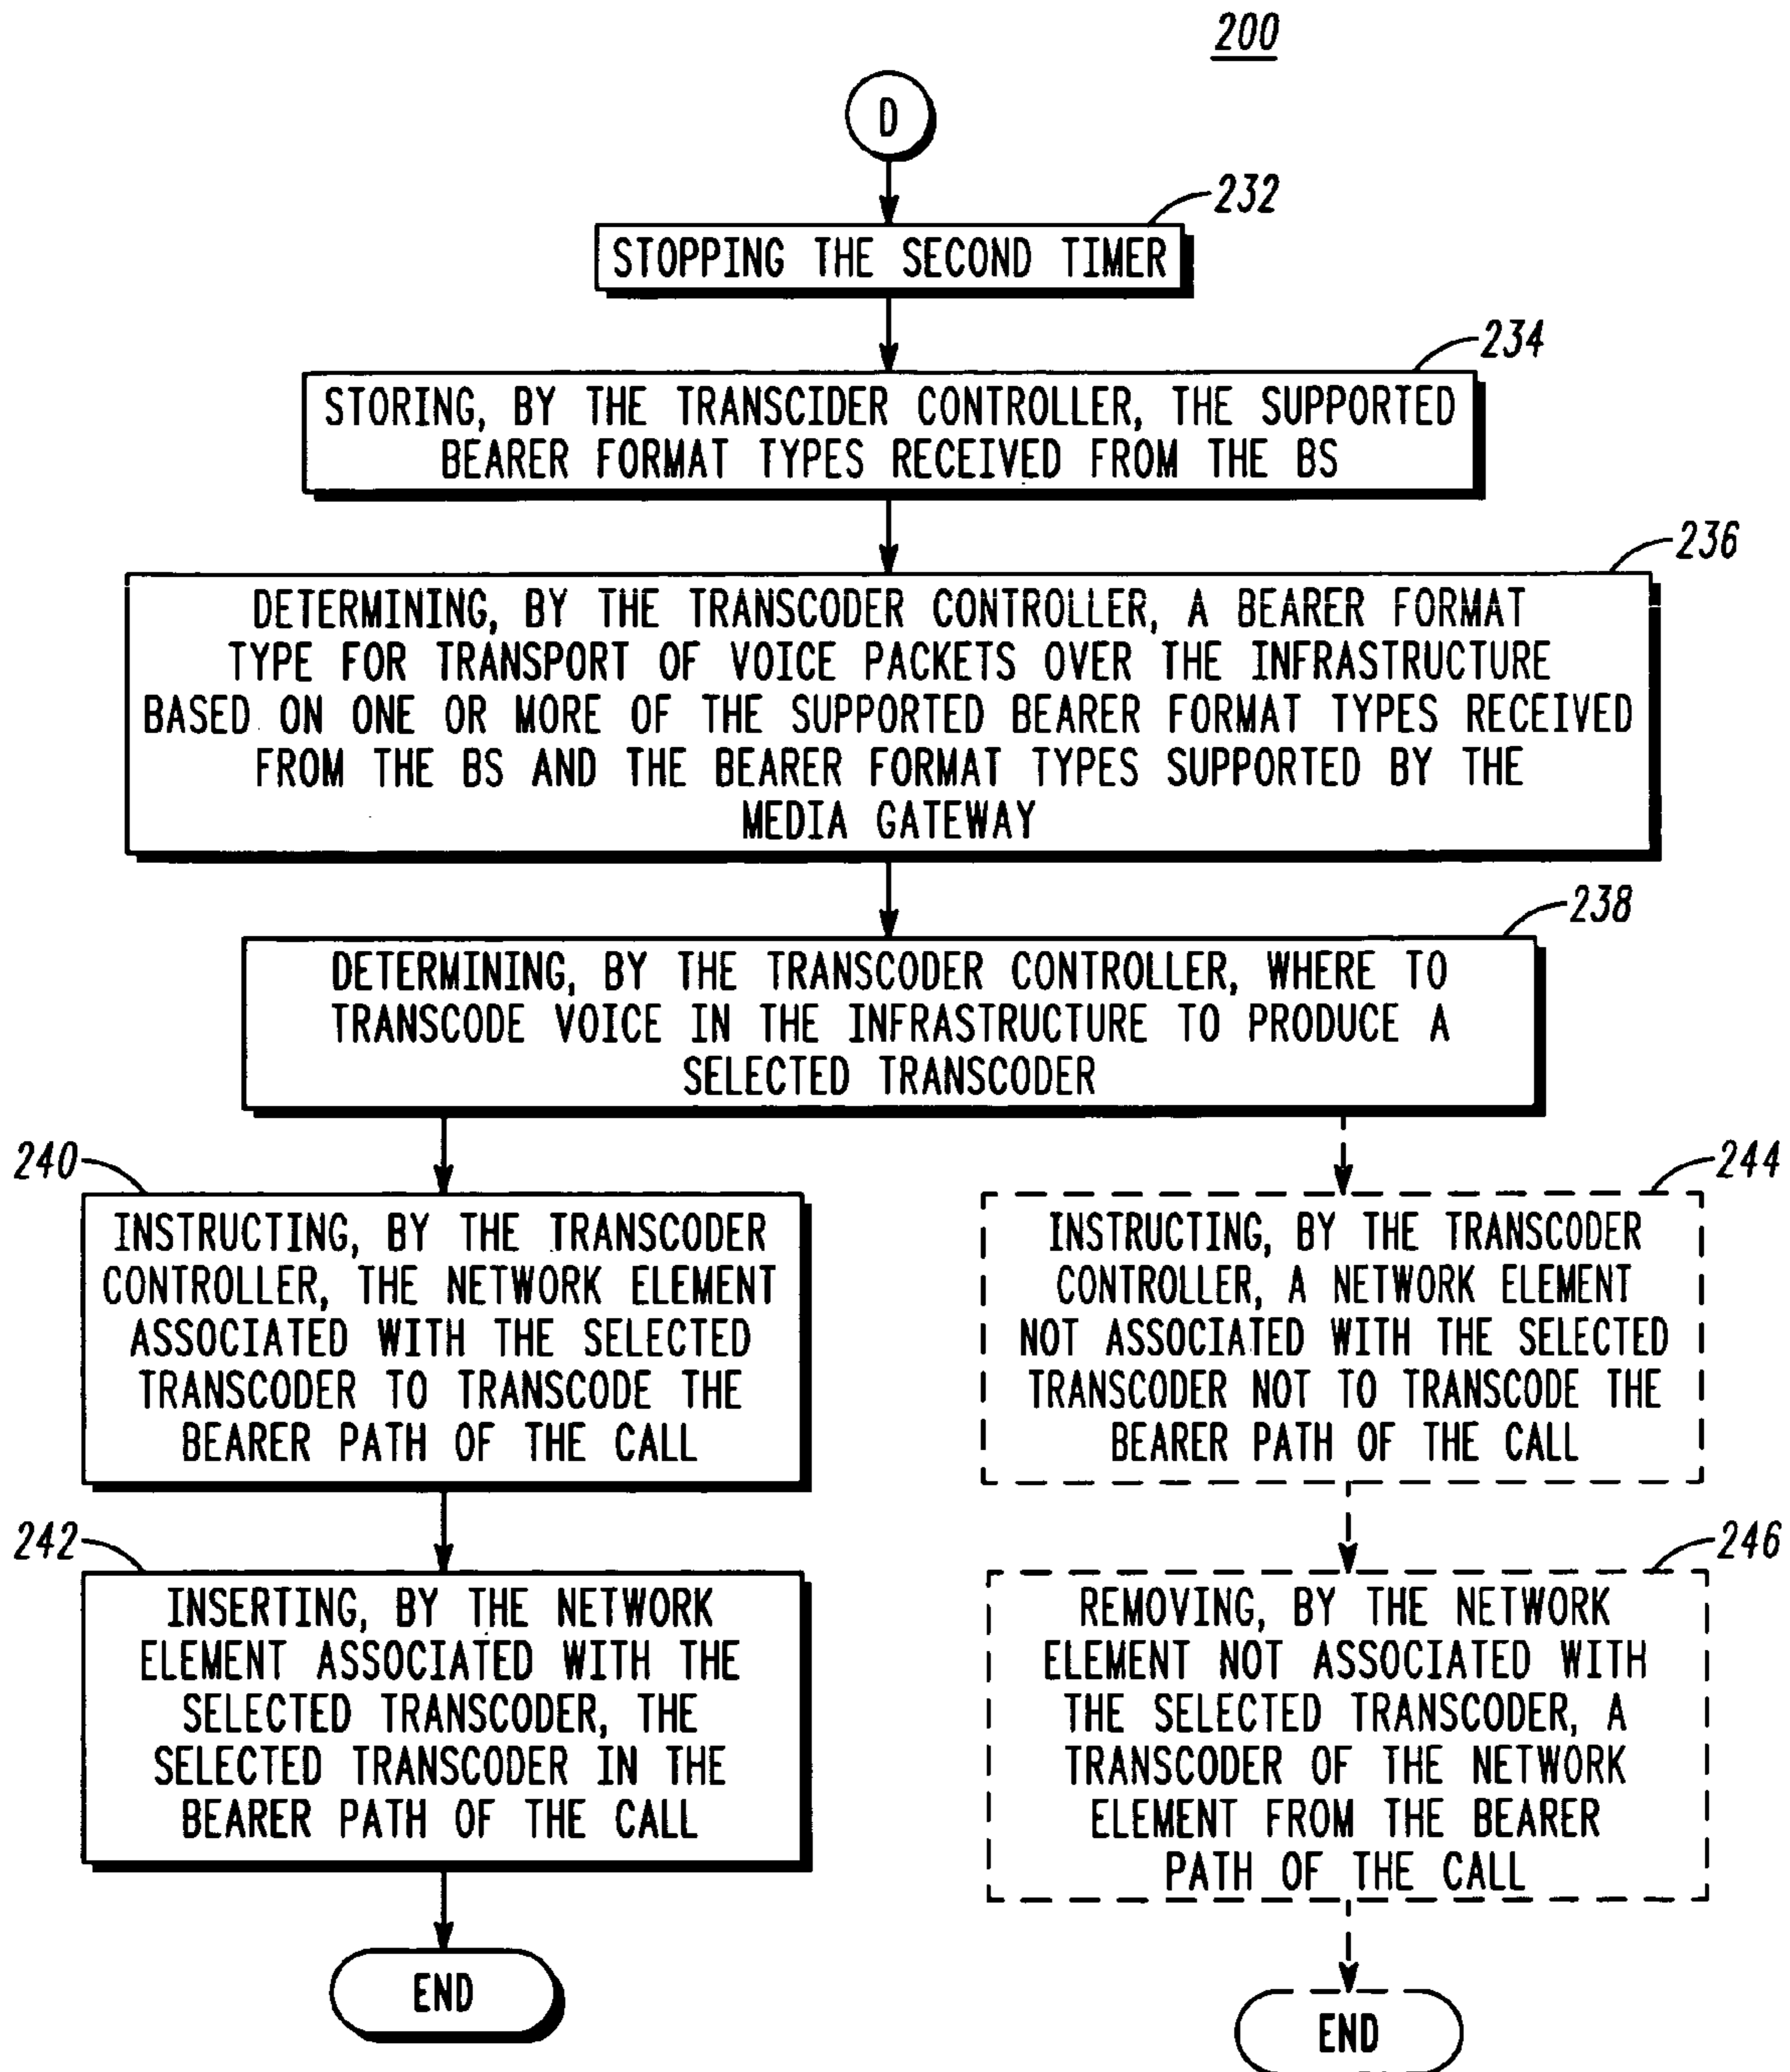 200
D
232
STOPPING THE SECOND TIMER
234
STORING, BY THE TRANSCIDER CONTROLLER, THE SUPPORTED
BEARER FORMAT TYPES RECEIVED FROM THE BS
236
DETERMINING, BY THE TRANSCODER CONTROLLER, A BEARER FORMAT
TYPE FOR TRANSPORT OF VOICE PACKETS OVER THE INFRASTRUCTURE
BASED ON ONE OR MORE OF THE SUPPORTED BEARER FORMAT TYPES RECEIVED
FROM THE BS AND THE BEARER FORMAT TYPES SUPPORTED BY THE
MEDIA GATEWAY
238
DETERMINING, BY THE TRANSCODER CONTROLLER, WHERE TO
TRANSCODE VOICE IN THE INFRASTRUCTURE TO PRODUCE A
SELECTED TRANSCODER
240
INSTRUCTING, BY THE TRANSCODER
CONTROLLER, THE NETWORK ELEMENT
ASSOCIATED WITH THE SELECTED
TRANSCODER TO TRANSCODE THE
BEARER PATH OF THE CALL
244
INSTRUCTING, BY THE TRANSCODER
CONTROLLER, A NETWORK ELEMENT
NOT ASSOCIATED WITH THE SELECTED
TRANSCODER NOT TO TRANSCODE THE
BEARER PATH OF THE CALL
242
INSERTING, BY THE NETWORK
ELEMENT ASSOCIATED WITH THE
SELECTED TRANSCODER, THE
SELECTED TRANSCODER IN THE
BEARER PATH OF THE CALL
246
REMOVING, BY THE NETWORK
ELEMENT NOT ASSOCIATED WITH
THE SELECTED TRANSCODER, A
TRANSCODER OF THE NETWORK
ELEMENT FROM THE BEARER
PATH OF THE CALL
END
END